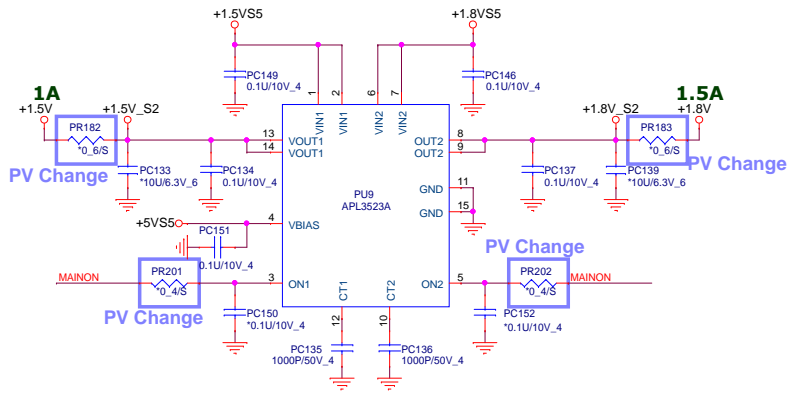 +1.5VS5
+1.8VS5
PC149
0.1U/10V_4
PC146
0.1U/10V_4
1
2
6
7
1A
+1.5V
+1.5V_S2
+1.8V_S2
1.5A
+1.8V
VIN1
VIN1
VIN2
VIN2
PR182
*0_6/S
PV Change
13
14
VOUT1
VOUT1
OUT2
OUT2
8
9
PR183
*0_6/S
PV Change
PC133
*10U/6.3V_6
PC134
0.1U/10V_4
PC137
0.1U/10V_4
PC139
*10U/6.3V_6
PU9
APL3523A
GND
11
GND
15
+5VS5
4
VBIAS
PC151
0.1U/10V_4
PV Change
MAINON
PR201
*0_4/S
PV Change
3
ON1
CT1
CT2
ON2
5
PR202
*0_4/S
MAINON
PC150
*0.1U/10V_4
12
10
PC152
*0.1U/10V_4
PC135
1000P/50V_4
PC136
1000P/50V_4